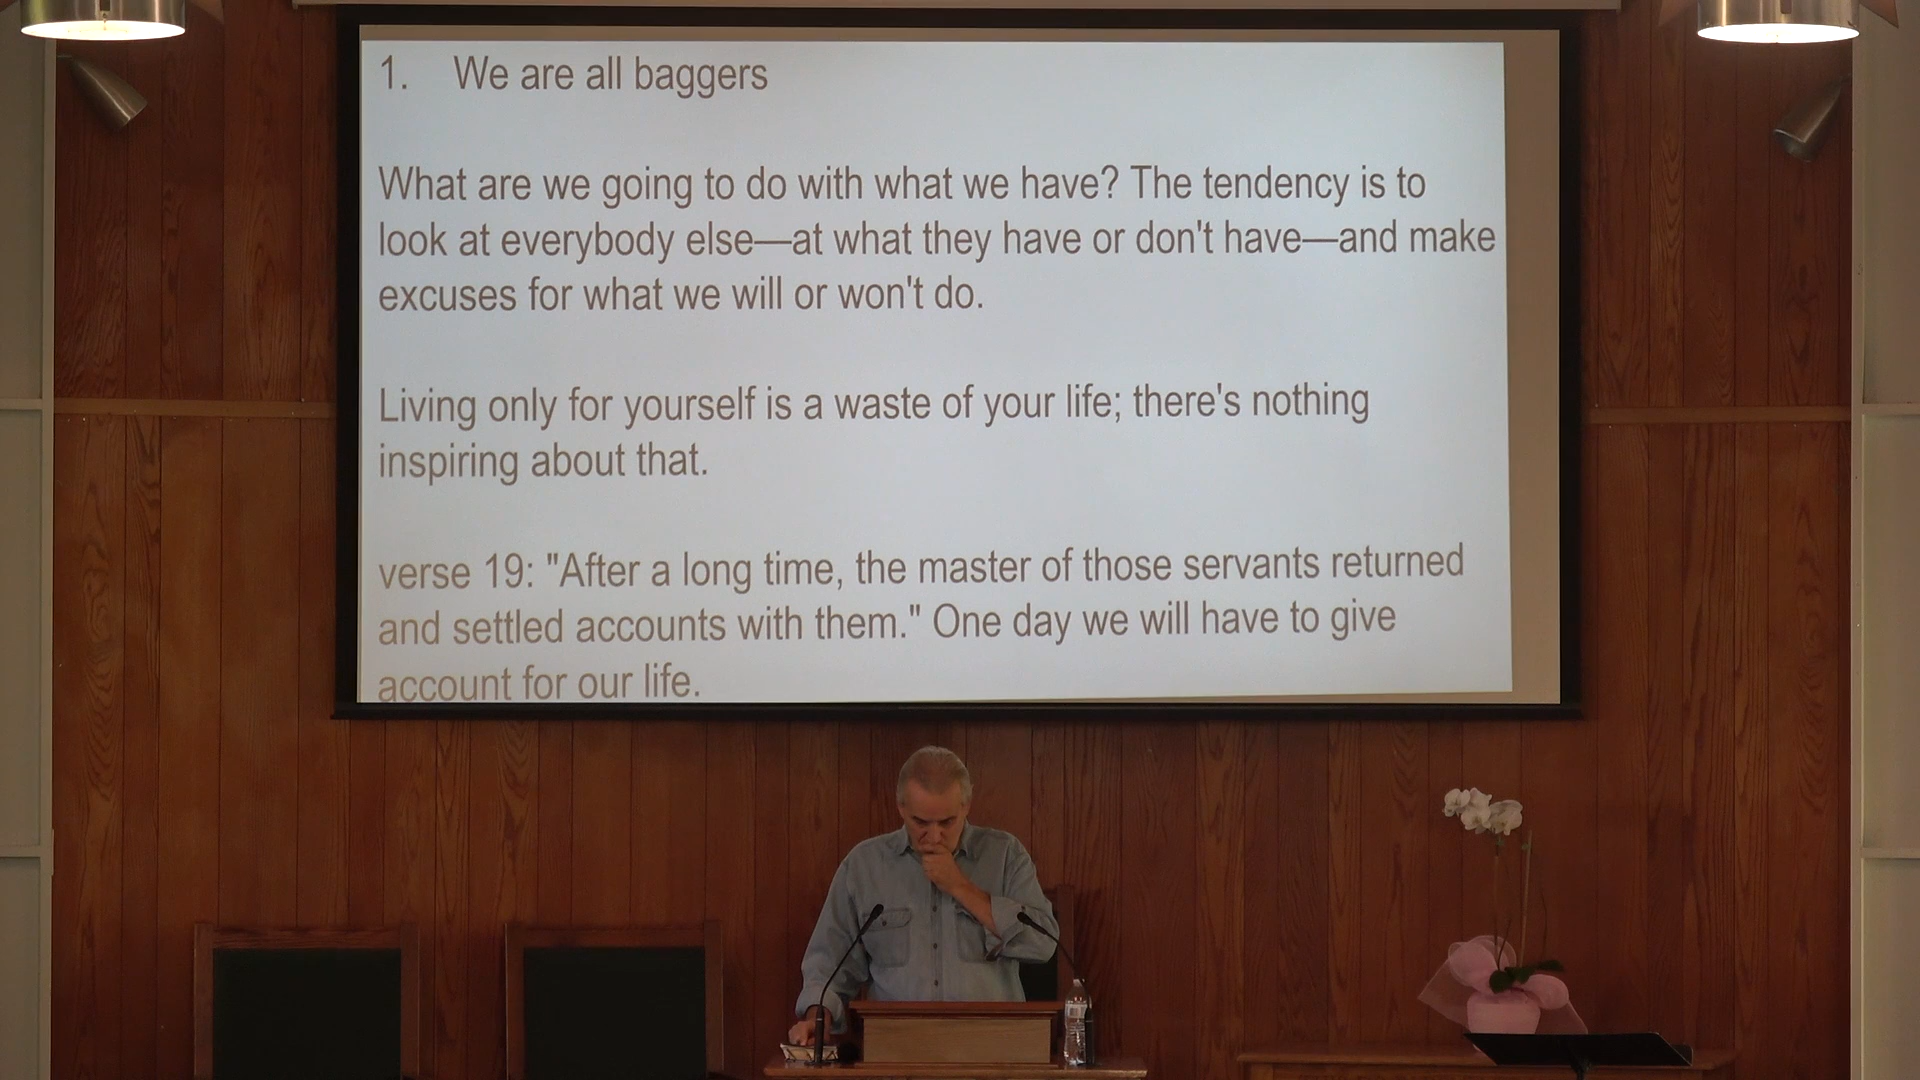 1. We are all baggers
What are we going to do with what we have? The tendency is to
look at everybody else—at what they have or don't have—and make
excuses for what we will or won't do.
Living only for yourself is a waste of your life; there's nothing
inspiring about that.
verse 19: "After a long time, the master of those servants returned
and settled accounts with them." One day we will have to give
account for our life.